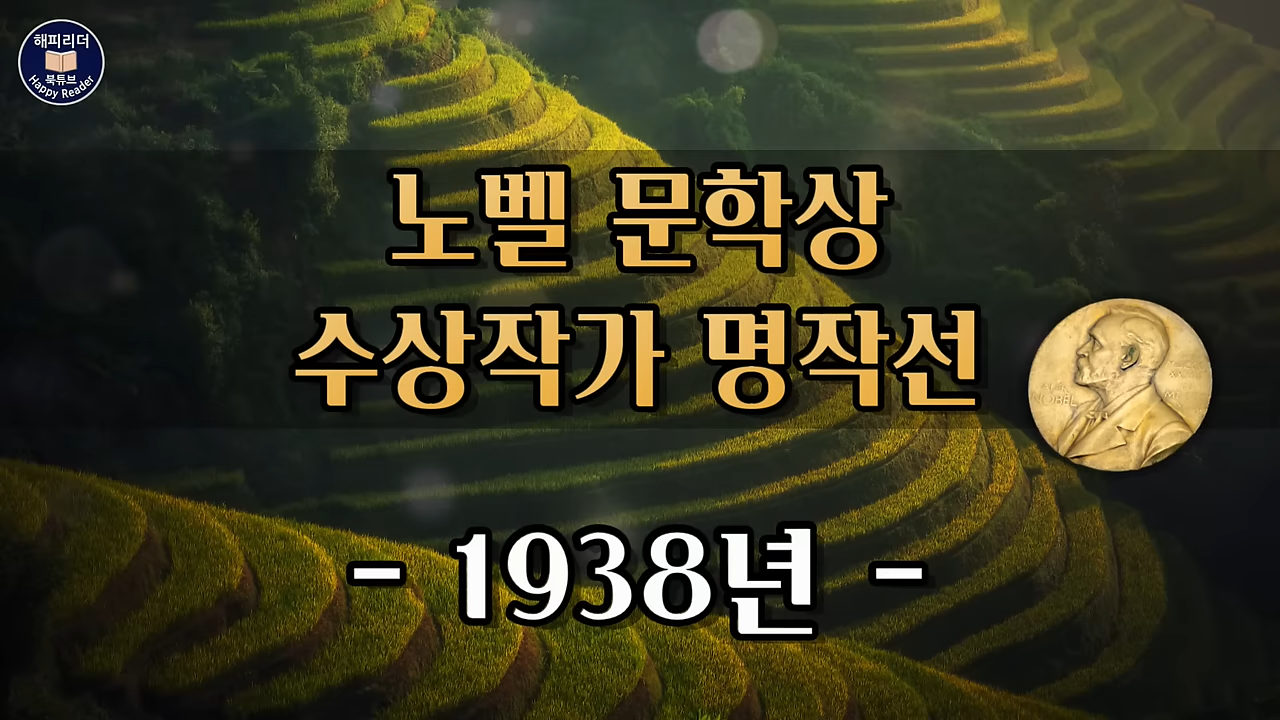 해피리더
북튜브
Happy Reader
노벨 문학상
수상작가 명작선
- 1938년 -